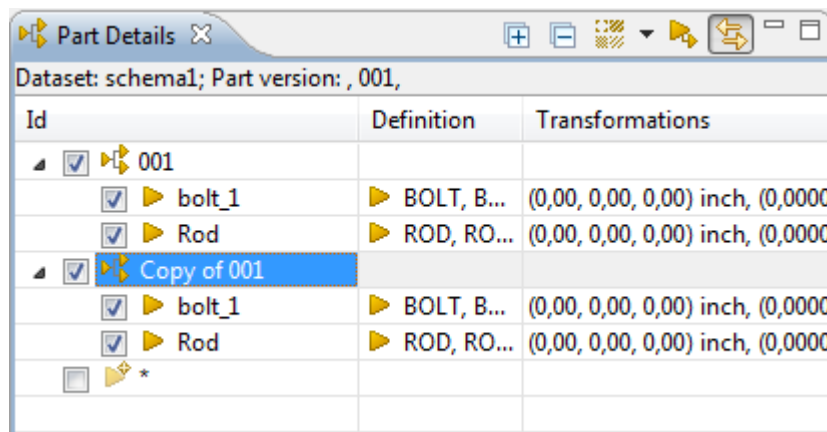 Part Details
Dataset: schema1; Part version: , 001,
Id Definition Transformations
001
bolt_1 BOLT, B... (0,00, 0,00, 0,00) inch, (0,0000
Rod ROD, RO... (0,00, 0,00, 0,00) inch, (0,0000
Copy of 001
bolt_1 BOLT, B... (0,00, 0,00, 0,00) inch, (0,0000
Rod ROD, RO... (0,00, 0,00, 0,00) inch, (0,0000
*